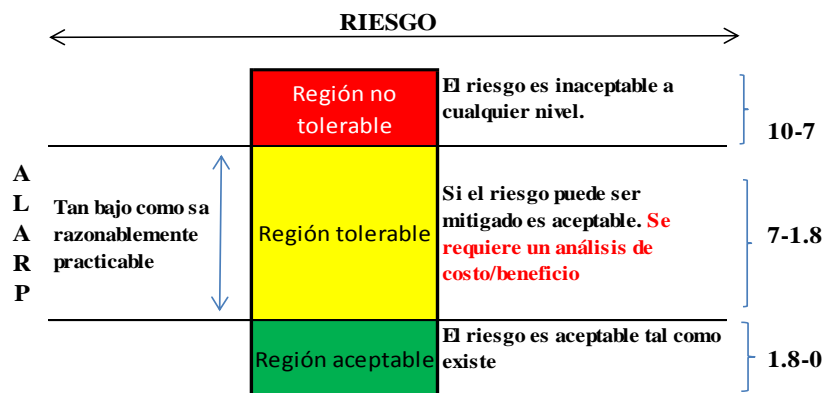 RIESGO
Región no
tolerable
El riesgo es inaceptable a
cualquier nivel.
10-7
A
L
A
R
P
Tan bajo como sa
razonablemente
practicable
Región tolerable
Si el riesgo puede ser
mitigado es aceptable. Se
requiere un análisis de
costo/beneficio
7-1.8
Región aceptable
El riesgo es aceptable tal como
existe
1.8-0